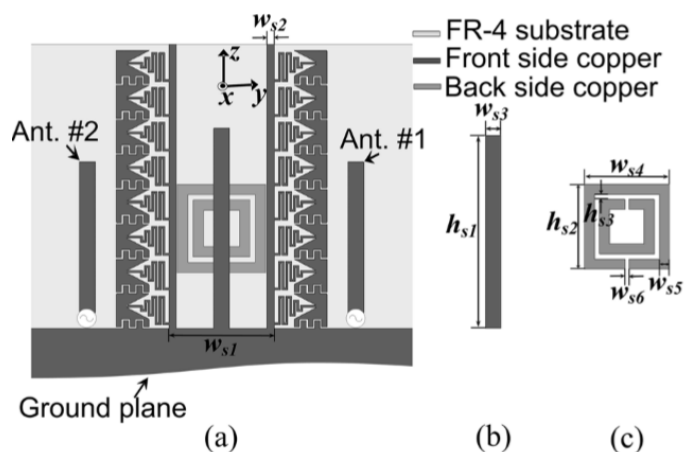 w_s2
FR-4 substrate
Front side copper
Back side copper
z
x y
Ant. #2
Ant. #1
w_s3
h_s1
w_s4
h_s2
h_s3
w_s5
w_s6
w_s1
Ground plane
(a)
(b)
(c)